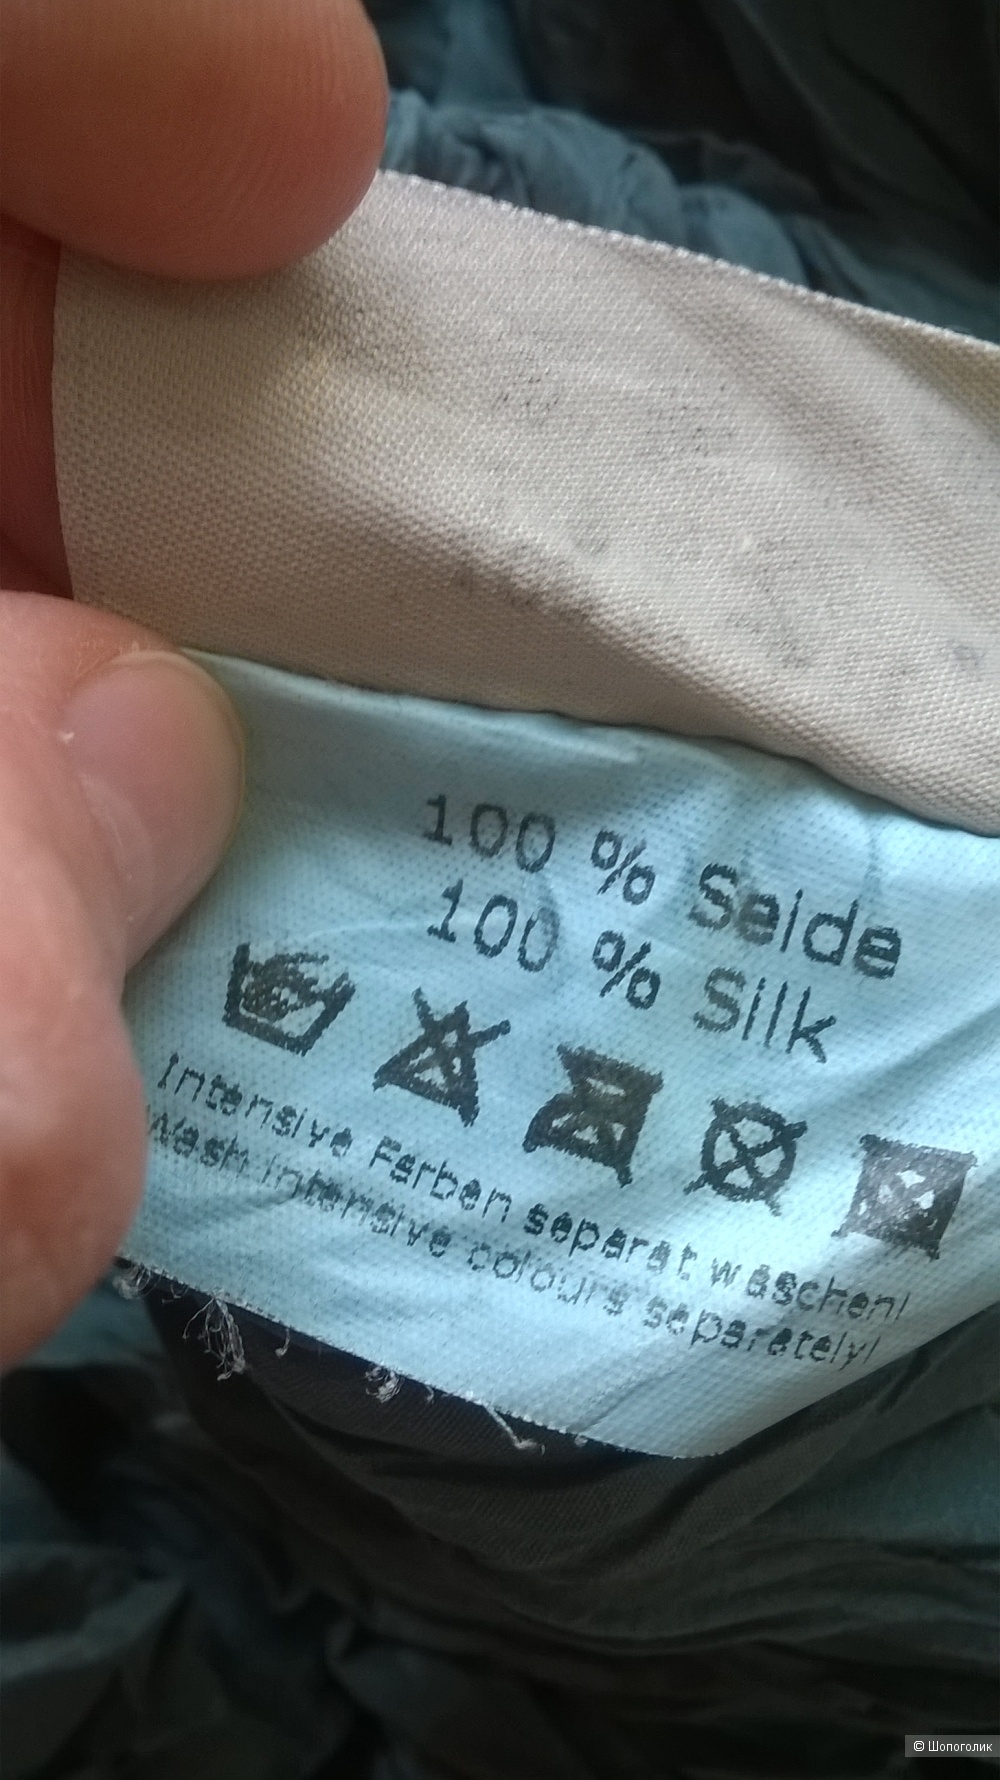 100 % Seide
100 % Silk
Intensive Farben separat waschen!
Wash intensive colours separately!
© Шопоголик